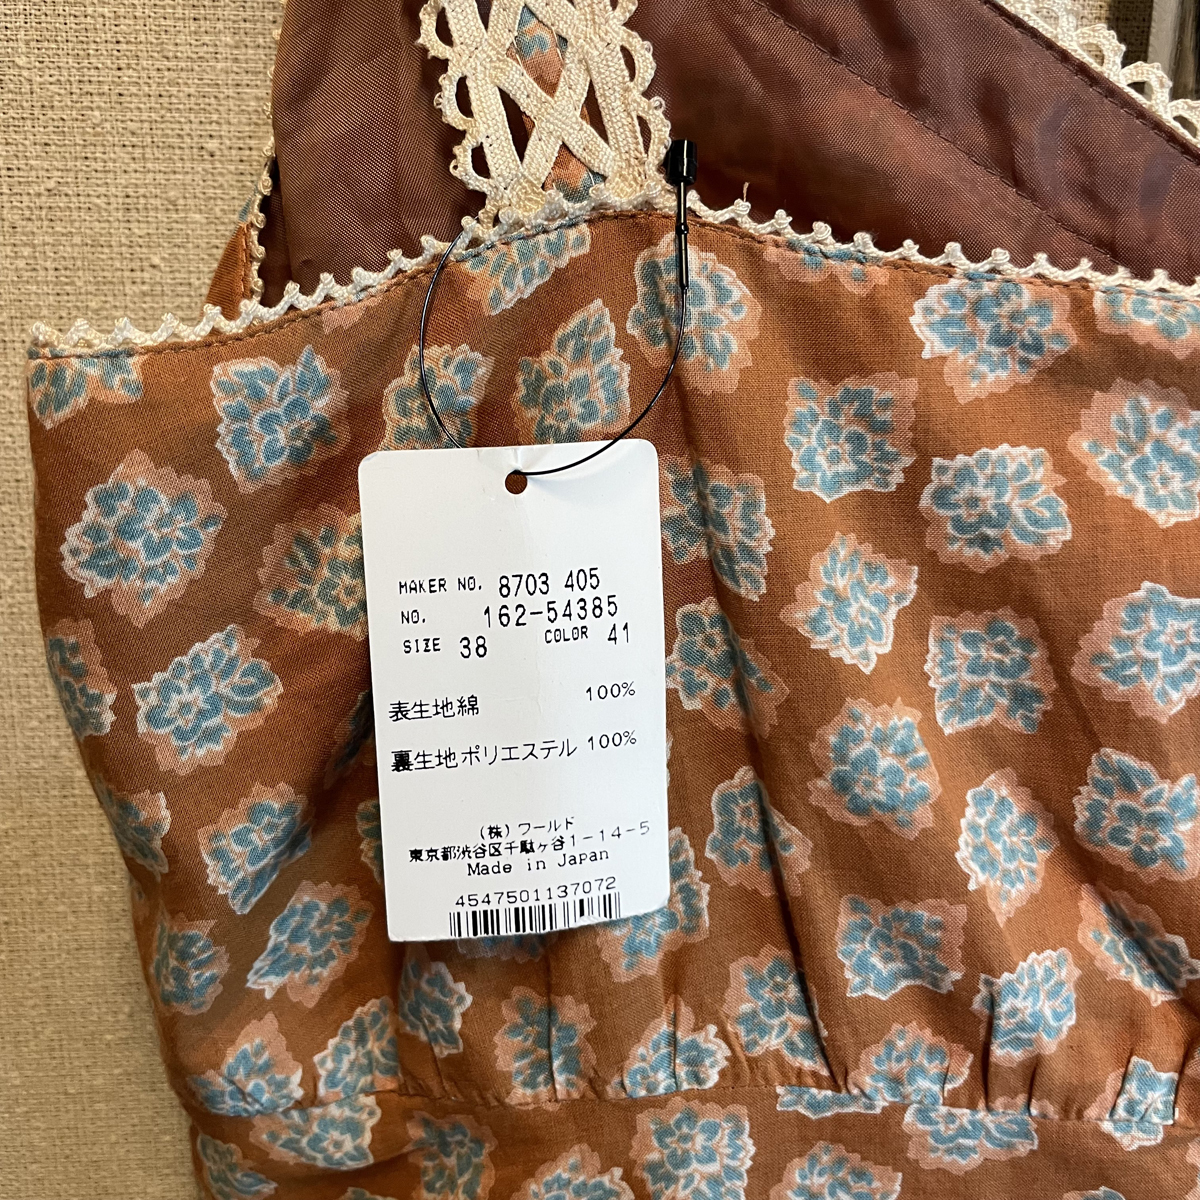 MAKER NO. 8703 405
NO. 162-54385
SIZE 38 COLOR 41
表生地綿 100%
裏生地ポリエステル 100%
(株)ワールド
東京都渋谷区千駄ヶ谷1-14-5
Made in Japan
4547501137072